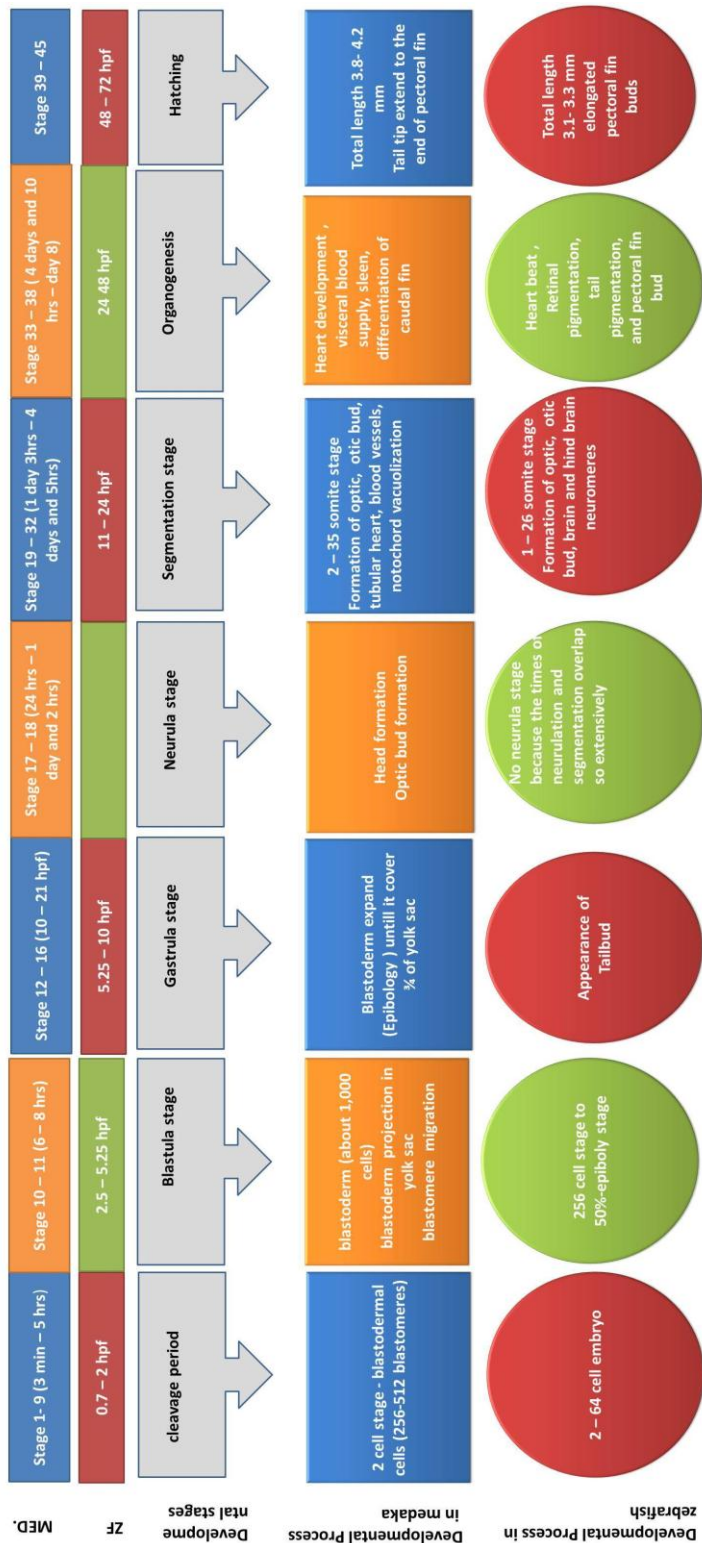 MED.
Stage 1- 9 (3 min – 5 hrs)
Stage 10 – 11 (6 – 8 hrs)
Stage 12 – 16 (10 – 21 hpf)
Stage 17 – 18 (24 hrs – 1
day and 2 hrs)
Stage 19 – 32 (1 day 3hrs – 4
days and 5hrs)
Stage 33 – 38 ( 4 days and 10
hrs – day 8)
Stage 39 – 45
ZF
0.7 – 2 hpf
2.5 – 5.25 hpf
5.25 – 10 hpf
11 – 24 hpf
24 48 hpf
48 – 72 hpf
Developme
ntal stages
cleavage period
Blastula stage
Gastrula stage
Neurula stage
Segmentation stage
Organogenesis
Hatching
Developmental Process
in medaka
2 cell stage - blastodermal
cells (256-512 blastomeres)
blastoderm (about 1,000
cells)
blastoderm projection in
yolk sac
blastomere migration
Blastoderm expand
(Epibology ) untill it cover
¾ of yolk sac
Head formation
Optic bud formation
2 – 35 somite stage
Formation of optic, otic bud,
tubular heart, blood vessels,
notochord vacuolization
Heart development ,
visceral blood
supply, sleen,
differentiation of
caudal fin
Total length 3.8- 4.2
mm
Tail tip extend to the
end of pectoral fin
Developmental Process in
zebrafish
2 – 64 cell embryo
256 cell stage to
50%-epiboly stage
Appearance of
Tailbud
No neurula stage
because the times of
neurulation and
segmentation overlap
so extensively
1 – 26 somite stage
Formation of optic, otic
bud, brain and hind brain
neuromeres
Heart beat ,
Retinal
pigmentation,
tail
pigmentation,
and pectoral fin
bud
Total length
3.1- 3.3 mm
elongated
pectoral fin
buds